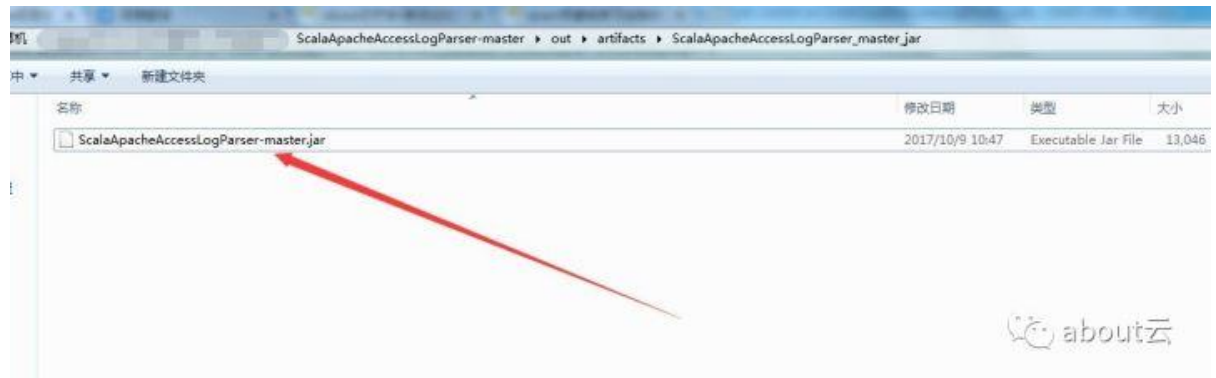 ScalaApacheAccessLogParser-master ▸ out ▸ artifacts ▸ ScalaApacheAccessLogParser_master_jar
中 ▾ 共享 ▾ 新建文件夹
名称 修改日期 类型 大小
ScalaApacheAccessLogParser-master.jar 2017/10/9 10:47 Executable Jar File 13,046
about云